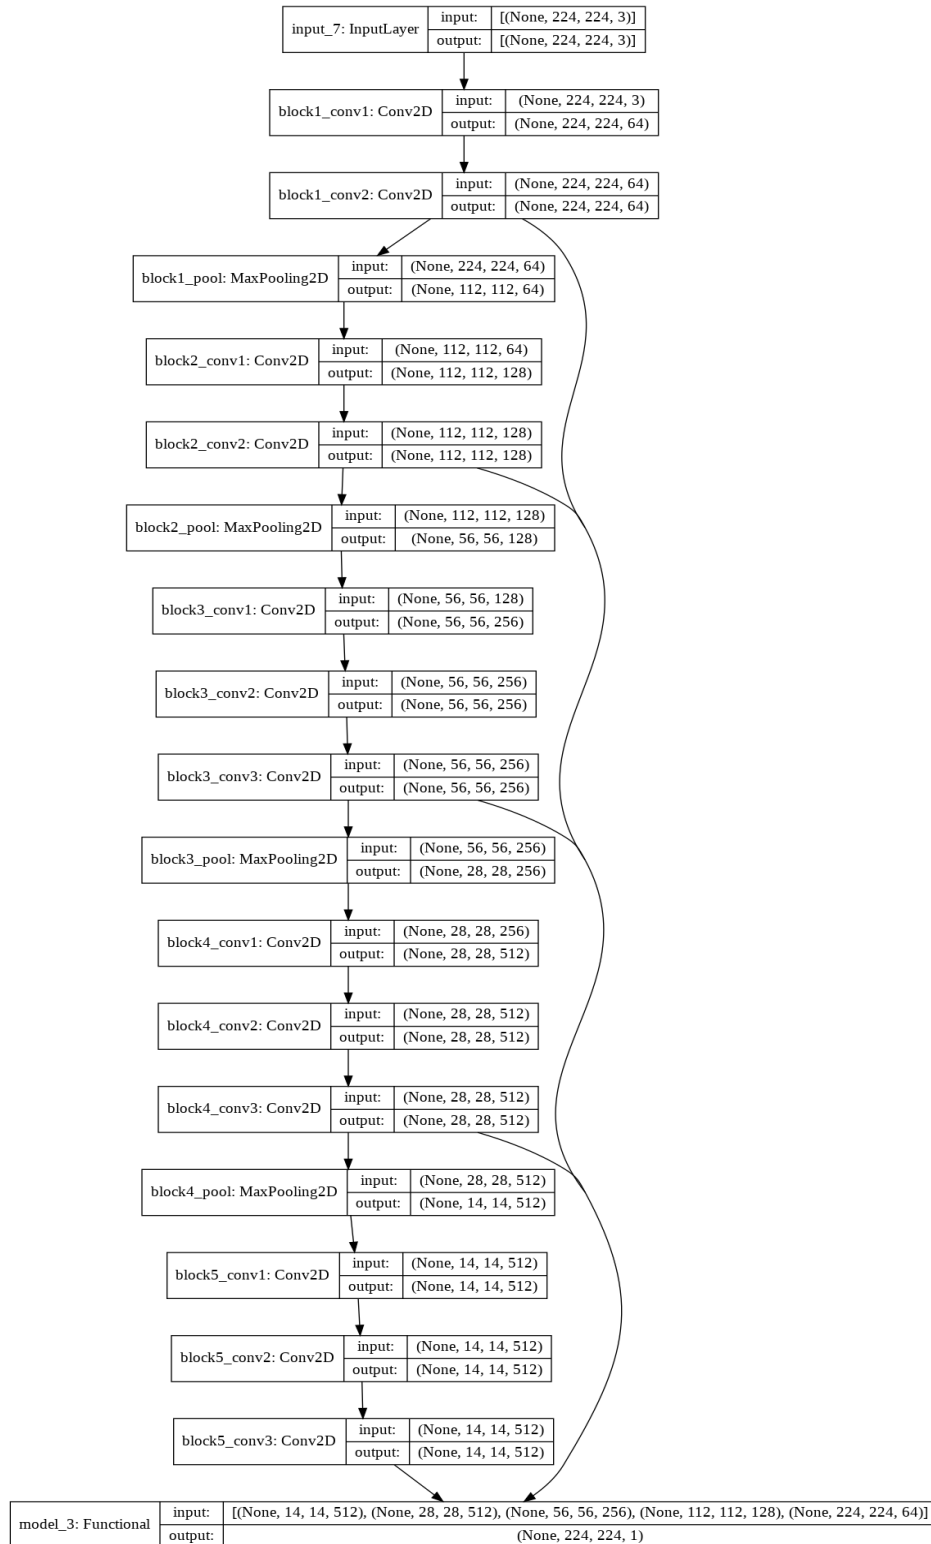 input_7: InputLayer
input: [(None, 224, 224, 3)]
output: [(None, 224, 224, 3)]
block1_conv1: Conv2D
input: (None, 224, 224, 3)
output: (None, 224, 224, 64)
block1_conv2: Conv2D
input: (None, 224, 224, 64)
output: (None, 224, 224, 64)
block1_pool: MaxPooling2D
input: (None, 224, 224, 64)
output: (None, 112, 112, 64)
block2_conv1: Conv2D
input: (None, 112, 112, 64)
output: (None, 112, 112, 128)
block2_conv2: Conv2D
input: (None, 112, 112, 128)
output: (None, 112, 112, 128)
block2_pool: MaxPooling2D
input: (None, 112, 112, 128)
output: (None, 56, 56, 128)
block3_conv1: Conv2D
input: (None, 56, 56, 128)
output: (None, 56, 56, 256)
block3_conv2: Conv2D
input: (None, 56, 56, 256)
output: (None, 56, 56, 256)
block3_conv3: Conv2D
input: (None, 56, 56, 256)
output: (None, 56, 56, 256)
block3_pool: MaxPooling2D
input: (None, 56, 56, 256)
output: (None, 28, 28, 256)
block4_conv1: Conv2D
input: (None, 28, 28, 256)
output: (None, 28, 28, 512)
block4_conv2: Conv2D
input: (None, 28, 28, 512)
output: (None, 28, 28, 512)
block4_conv3: Conv2D
input: (None, 28, 28, 512)
output: (None, 28, 28, 512)
block4_pool: MaxPooling2D
input: (None, 28, 28, 512)
output: (None, 14, 14, 512)
block5_conv1: Conv2D
input: (None, 14, 14, 512)
output: (None, 14, 14, 512)
block5_conv2: Conv2D
input: (None, 14, 14, 512)
output: (None, 14, 14, 512)
block5_conv3: Conv2D
input: (None, 14, 14, 512)
output: (None, 14, 14, 512)
model_3: Functional
input: [(None, 14, 14, 512), (None, 28, 28, 512), (None, 56, 56, 256), (None, 112, 112, 128), (None, 224, 224, 64)]
output: (None, 224, 224, 1)